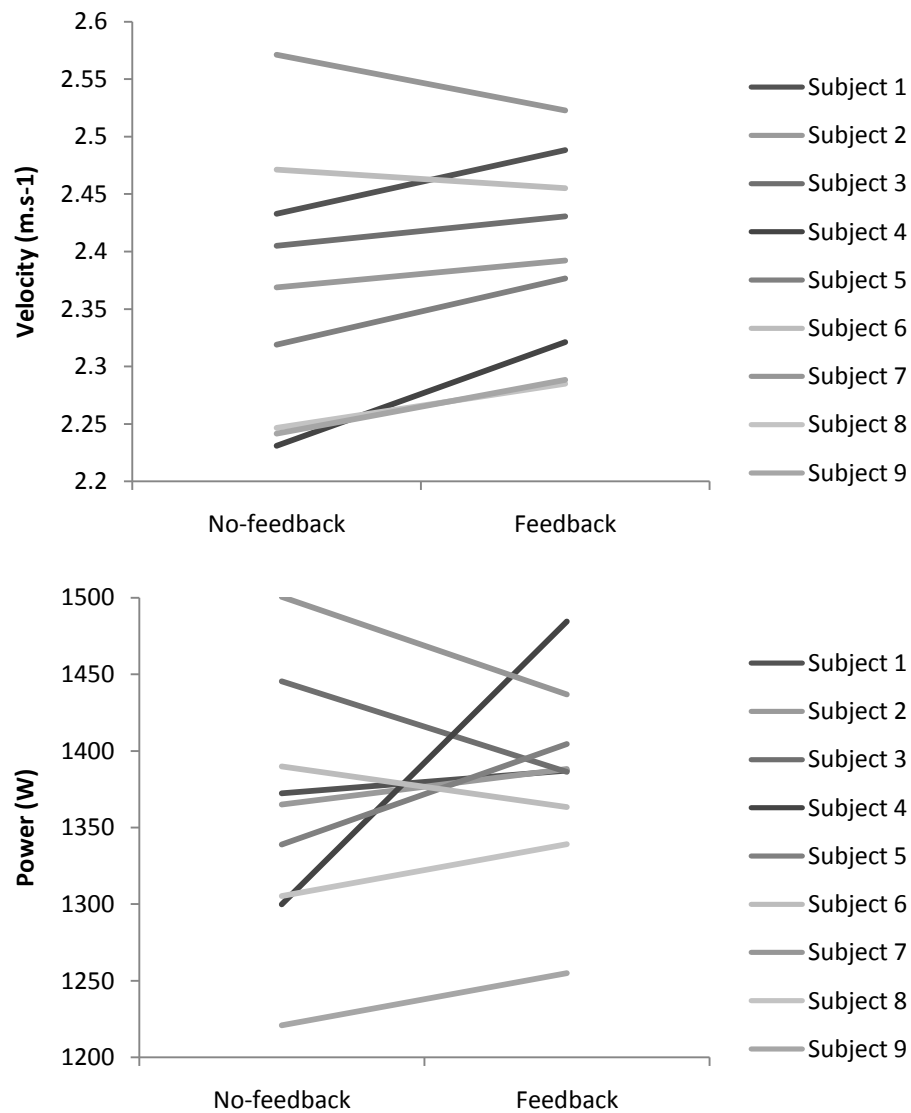 Velocity (m.s-1)
2.6
2.55
2.5
2.45
2.4
2.35
2.3
2.25
2.2
No-feedback Feedback
Subject 1
Subject 2
Subject 3
Subject 4
Subject 5
Subject 6
Subject 7
Subject 8
Subject 9
Power (W)
1500
1450
1400
1350
1300
1250
1200
No-feedback Feedback
Subject 1
Subject 2
Subject 3
Subject 4
Subject 5
Subject 6
Subject 7
Subject 8
Subject 9